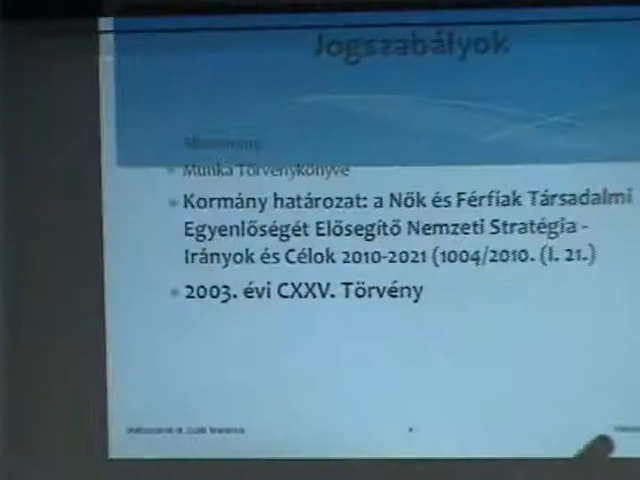 Jogszabályok
Munka Törvénykönyve
Kormány határozat: a Nők és Férfiak Társadalmi
Egyenlőségét Elősegítő Nemzeti Stratégia -
Irányok és Célok 2010-2021 (1004/2010. (I. 21.)
2003. évi CXXV. Törvény